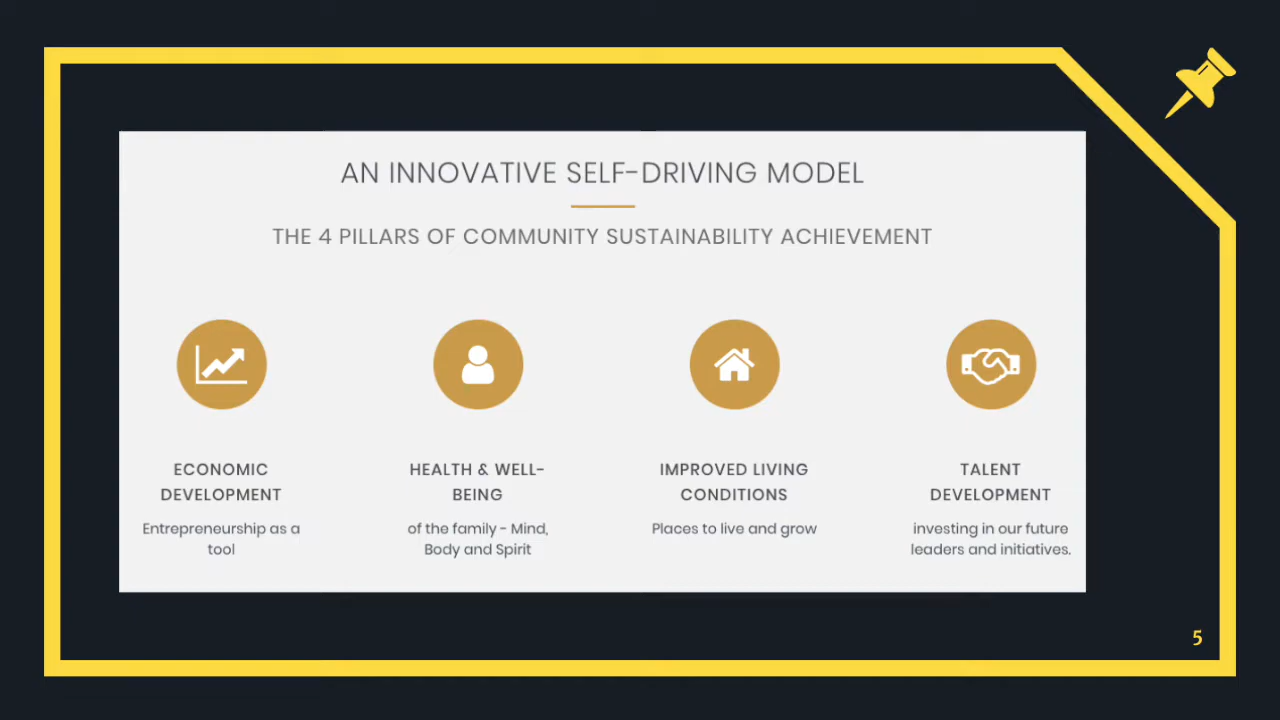 AN INNOVATIVE SELF-DRIVING MODEL
THE 4 PILLARS OF COMMUNITY SUSTAINABILITY ACHIEVEMENT
ECONOMIC
DEVELOPMENT
Entrepreneurship as a
tool
HEALTH & WELL-
BEING
of the family - Mind,
Body and Spirit
IMPROVED LIVING
CONDITIONS
Places to live and grow
TALENT
DEVELOPMENT
investing in our future
leaders and initiatives.
5